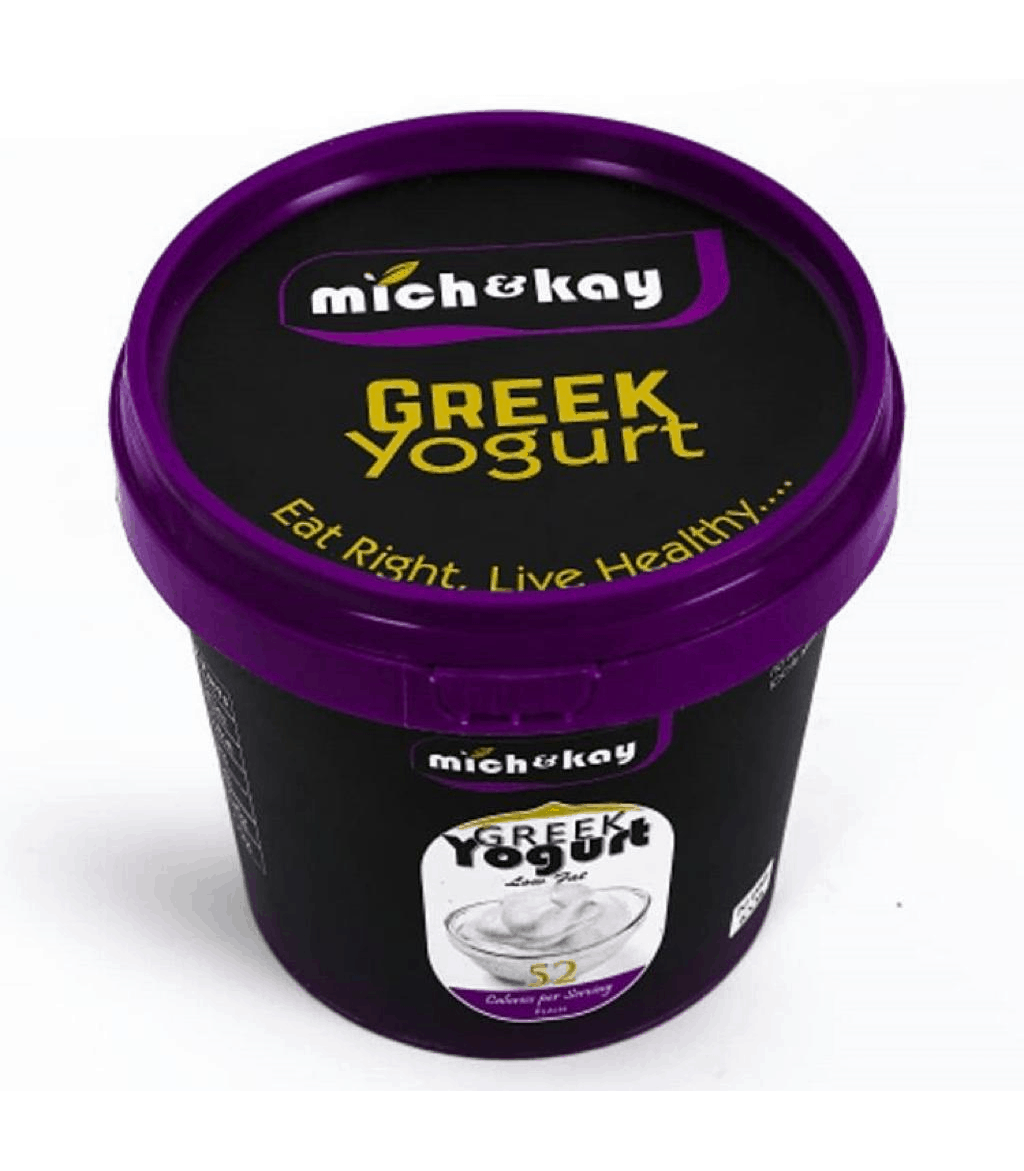 mich&kay
GREEK
Yogurt
Eat Right, Live Healthy....
mich&kay
GREEK
Yogurt
Low Fat
52
Calories per Serving